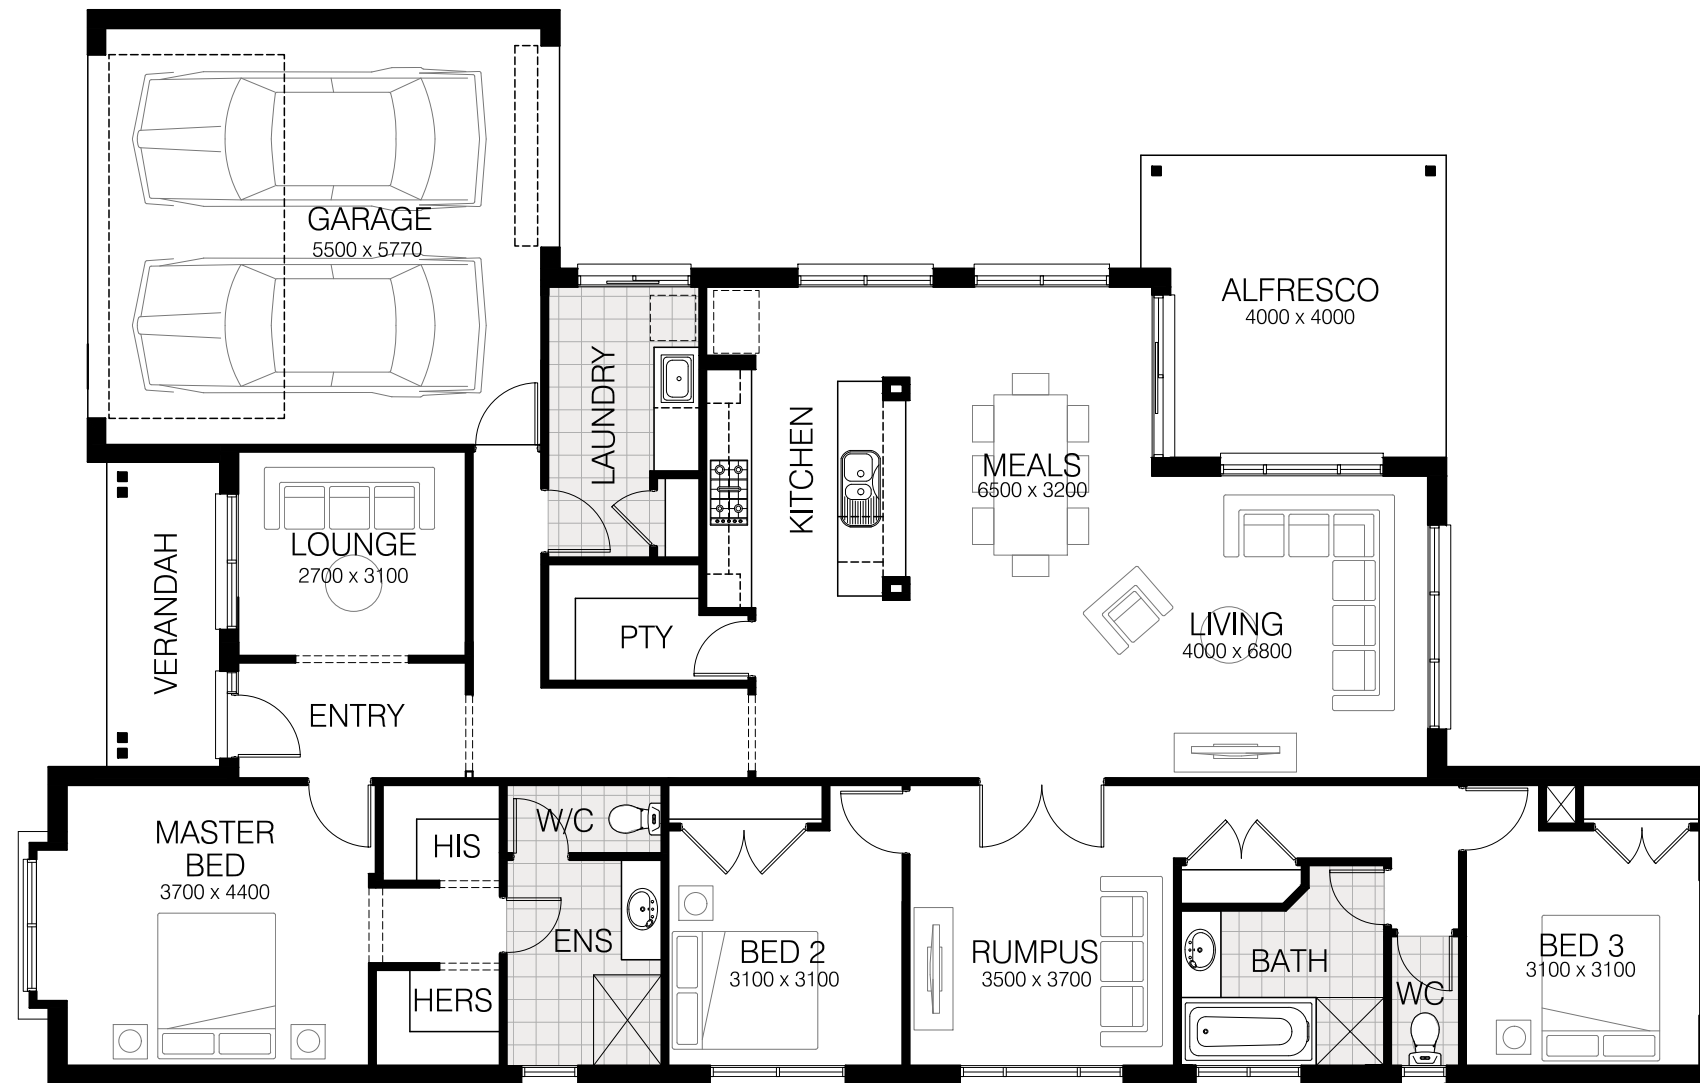 GARAGE
5500 x 5770
ALFRESCO
4000 x 4000
LAUNDRY
KITCHEN
MEALS
6500 x 3200
LOUNGE
2700 x 3100
VERANDAH
PTY
LIVING
4000 x 6800
ENTRY
MASTER
BED
3700 x 4400
HIS
W/C
HERS
ENS
BED 2
3100 x 3100
RUMPUS
3500 x 3700
BATH
WC
BED 3
3100 x 3100